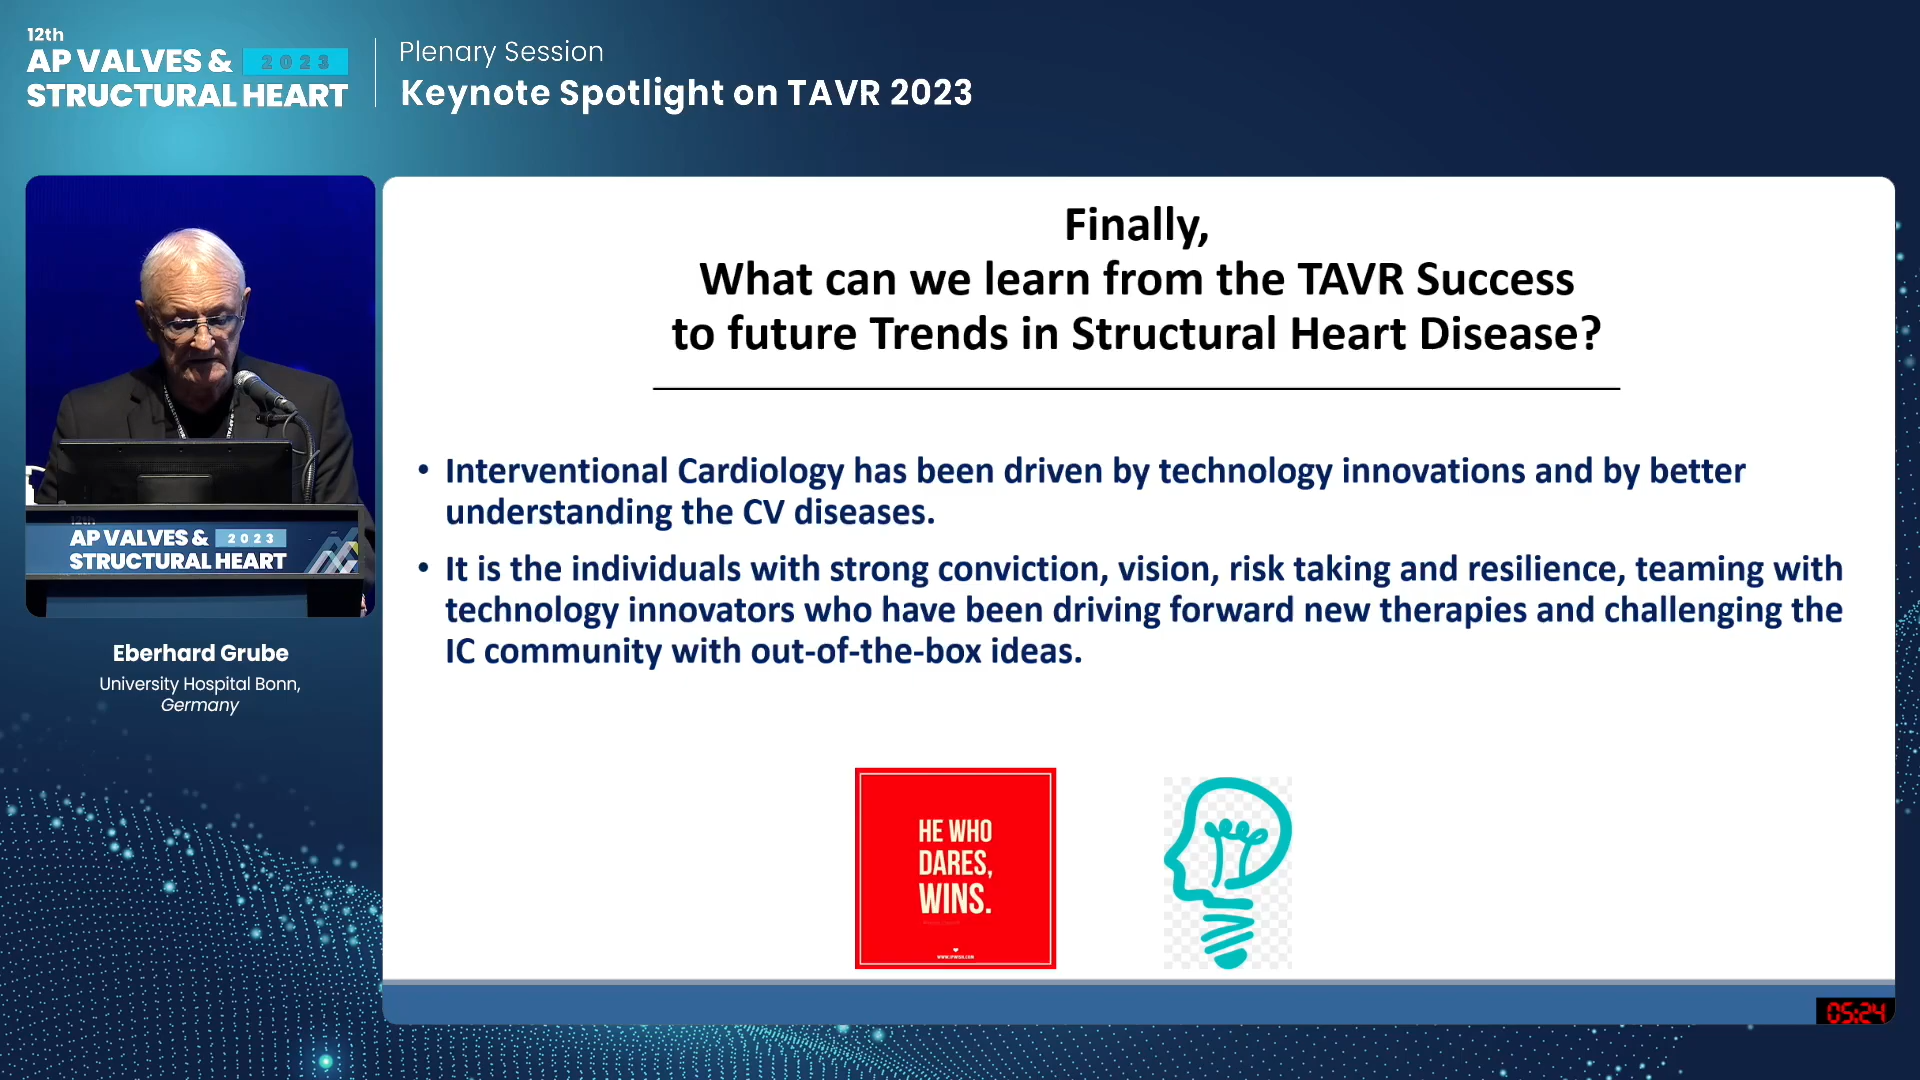 12th
AP VALVES & 2023
STRUCTURAL HEART
Plenary Session
Keynote Spotlight on TAVR 2023
Finally,
What can we learn from the TAVR Success
to future Trends in Structural Heart Disease?
• Interventional Cardiology has been driven by technology innovations and by better
understanding the CV diseases.
• It is the individuals with strong conviction, vision, risk taking and resilience, teaming with
technology innovators who have been driving forward new therapies and challenging the
IC community with out-of-the-box ideas.
HE WHO
DARES,
WINS.
12th
AP VALVES & 2023
STRUCTURAL HEART
Eberhard Grube
University Hospital Bonn,
Germany
05:24